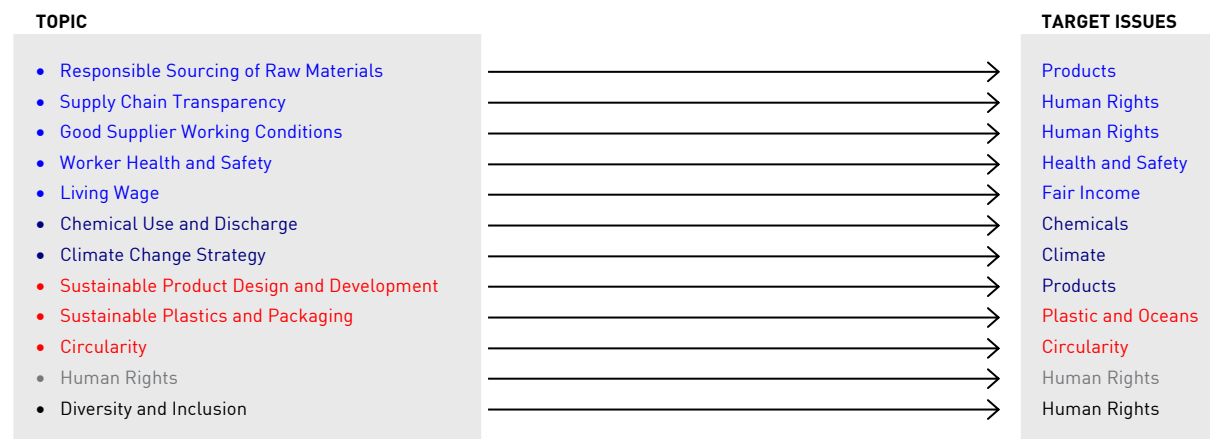 TOPIC TARGET ISSUES
• Responsible Sourcing of Raw Materials Products
• Supply Chain Transparency Human Rights
• Good Supplier Working Conditions Human Rights
• Worker Health and Safety Health and Safety
• Living Wage Fair Income
• Chemical Use and Discharge Chemicals
• Climate Change Strategy Climate
• Sustainable Product Design and Development Products
• Sustainable Plastics and Packaging Plastic and Oceans
• Circularity Circularity
• Human Rights Human Rights
• Diversity and Inclusion Human Rights